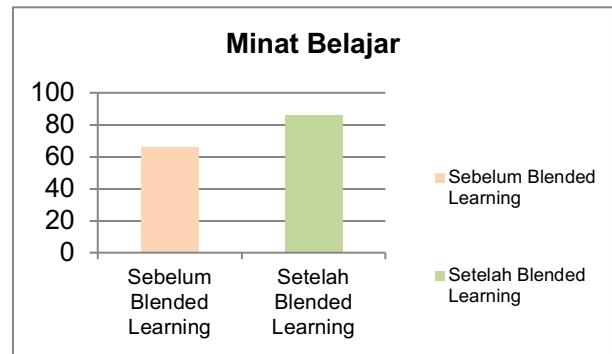 Minat Belajar
100
80
60
40
20
0
Sebelum
Blended
Learning
Setelah
Blended
Learning
Sebelum Blended
Learning
Setelah Blended
Learning